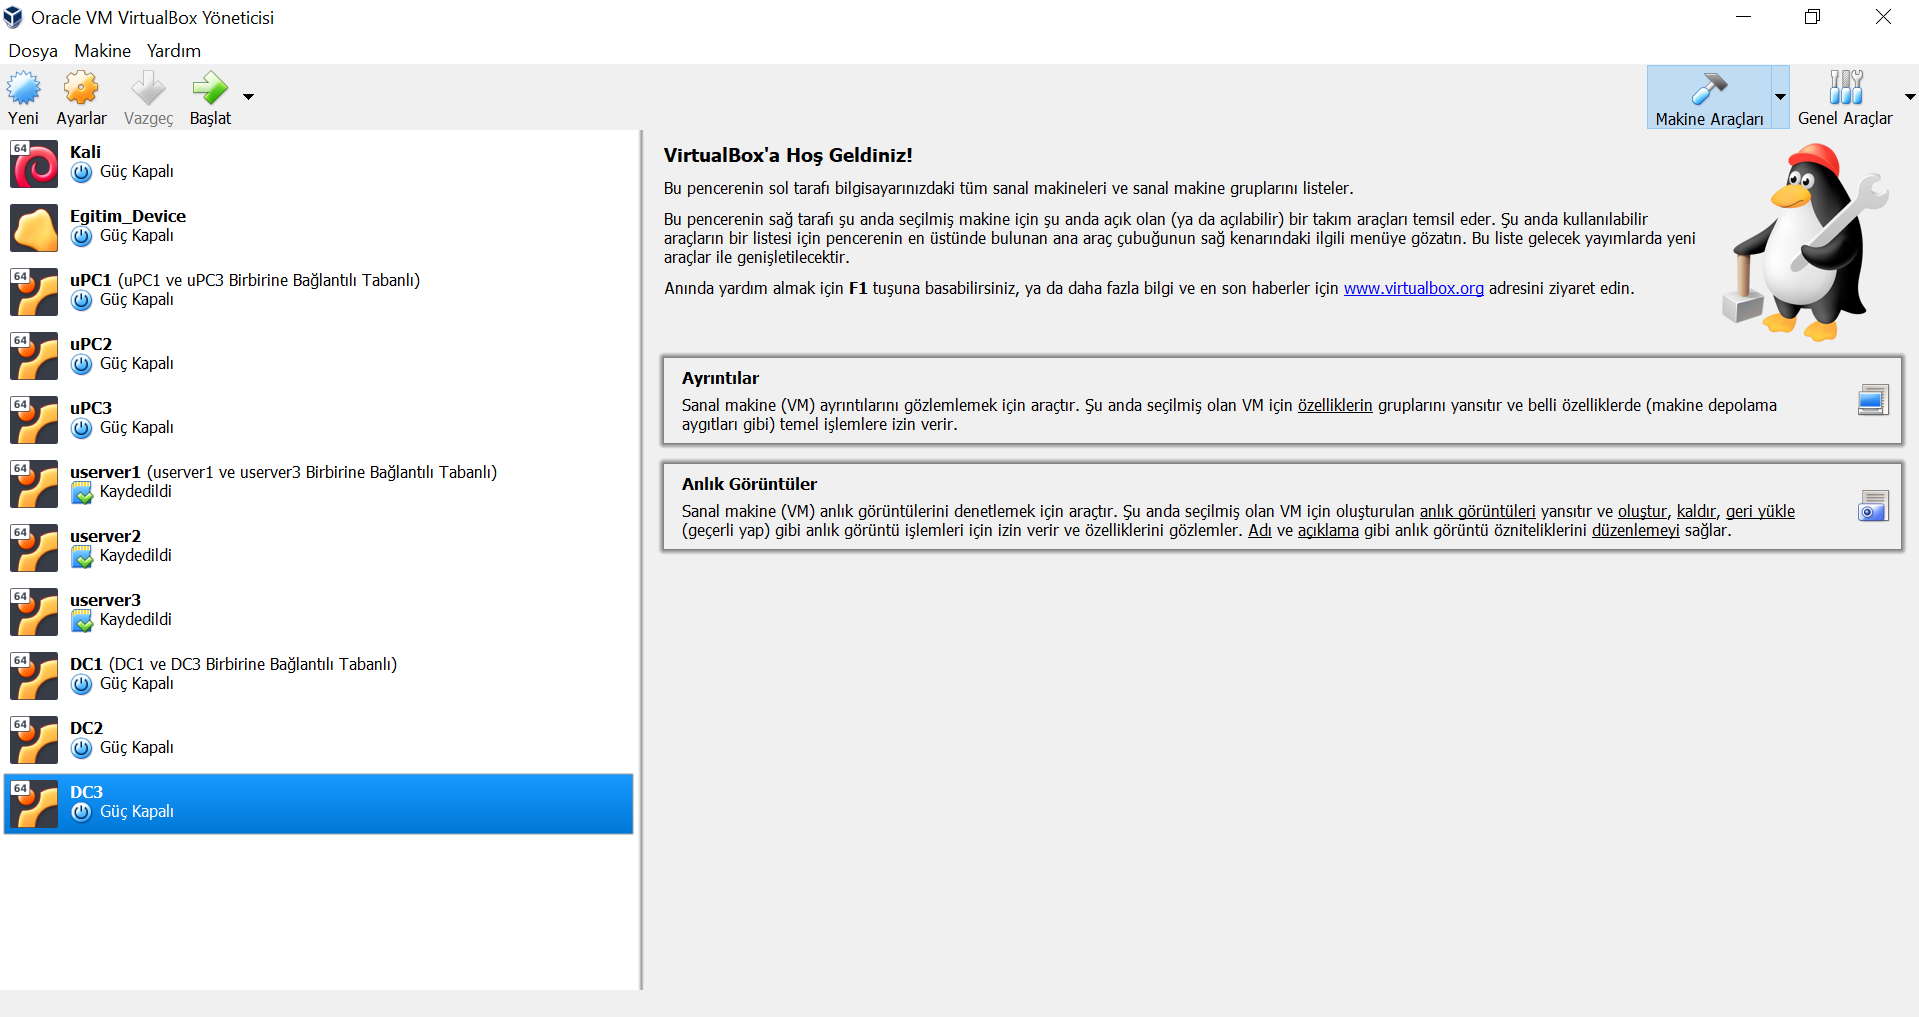 Oracle VM VirtualBox Yöneticisi
Dosya Makine Yardım
Yeni Ayarlar Vazgeç Başlat
Makine Araçları Genel Araçlar
64 Kali
Güç Kapalı
Egitim_Device
Güç Kapalı
64 uPC1 (uPC1 ve uPC3 Birbirine Bağlantılı Tabanlı)
Güç Kapalı
64 uPC2
Güç Kapalı
64 uPC3
Güç Kapalı
64 userver1 (userver1 ve userver3 Birbirine Bağlantılı Tabanlı)
Kaydedildi
64 userver2
Kaydedildi
64 userver3
Kaydedildi
64 DC1 (DC1 ve DC3 Birbirine Bağlantılı Tabanlı)
Güç Kapalı
64 DC2
Güç Kapalı
64 DC3
Güç Kapalı
VirtualBox'a Hoş Geldiniz!
Bu pencerenin sol tarafı bilgisayarınızdaki tüm sanal makineleri ve sanal makine gruplarını listeler.
Bu pencerenin sağ tarafı şu anda seçilmiş makine için şu anda açık olan (ya da açılabilir) bir takım araçları temsil eder. Şu anda kullanılabilir
araçların bir listesi için pencerenin en üstünde bulunan ana araç çubuğunun sağ kenarındaki ilgili menüye gözatın. Bu liste gelecek yayımlarda yeni
araçlar ile genişletilecektir.
Anında yardım almak için F1 tuşuna basabilirsiniz, ya da daha fazla bilgi ve en son haberler için www.virtualbox.org adresini ziyaret edin.
Ayrıntılar
Sanal makine (VM) ayrıntılarını gözlemlemek için araçtır. Şu anda seçilmiş olan VM için özelliklerin gruplarını yansıtır ve belli özelliklerde (makine depolama
aygıtları gibi) temel işlemlere izin verir.
Anlık Görüntüler
Sanal makine (VM) anlık görüntülerini denetlemek için araçtır. Şu anda seçilmiş olan VM için oluşturulan anlık görüntüleri yansıtır ve oluştur, kaldır, geri yükle
(geçerli yap) gibi anlık görüntü işlemleri için izin verir ve özelliklerini gözlemler. Adı ve açıklama gibi anlık görüntü özniteliklerini düzenlemeyi sağlar.